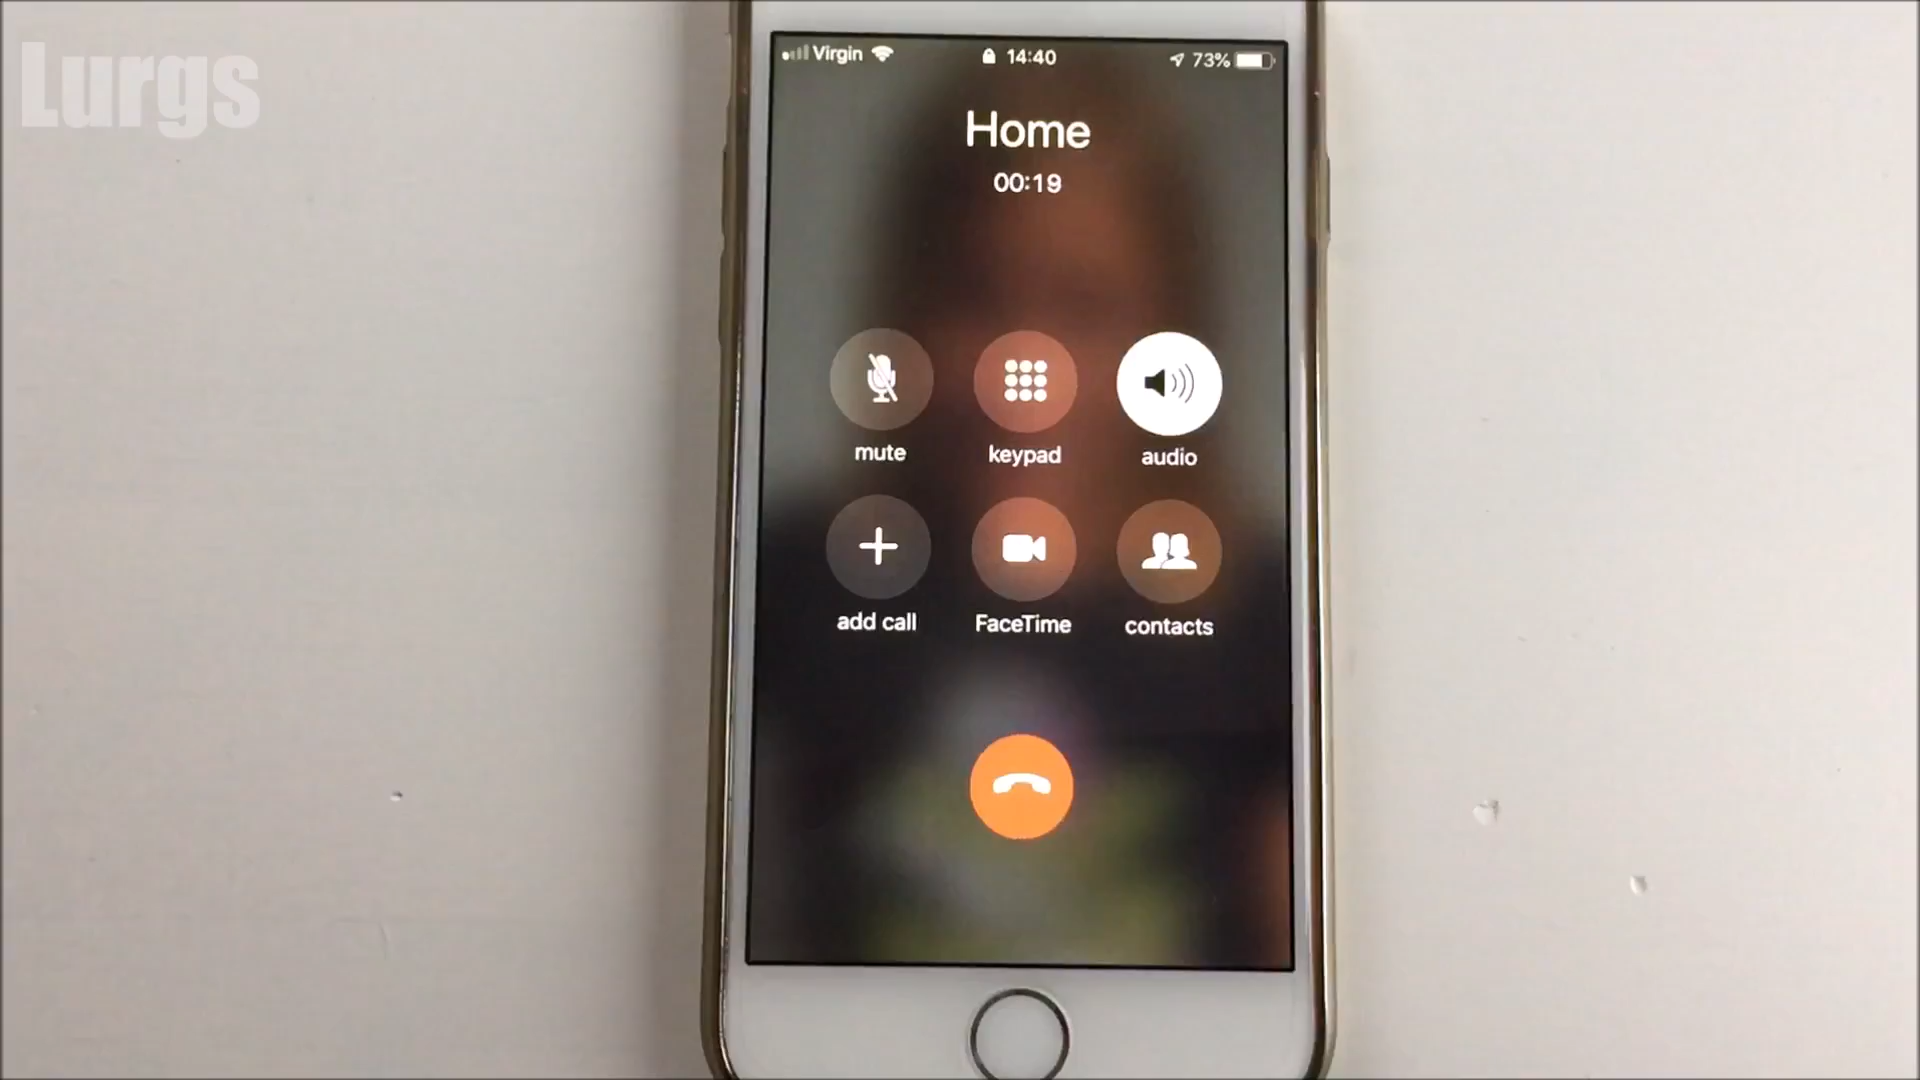 Lurgs
Virgin 14:40 73%
Home
00:19
mute keypad audio
add call FaceTime contacts